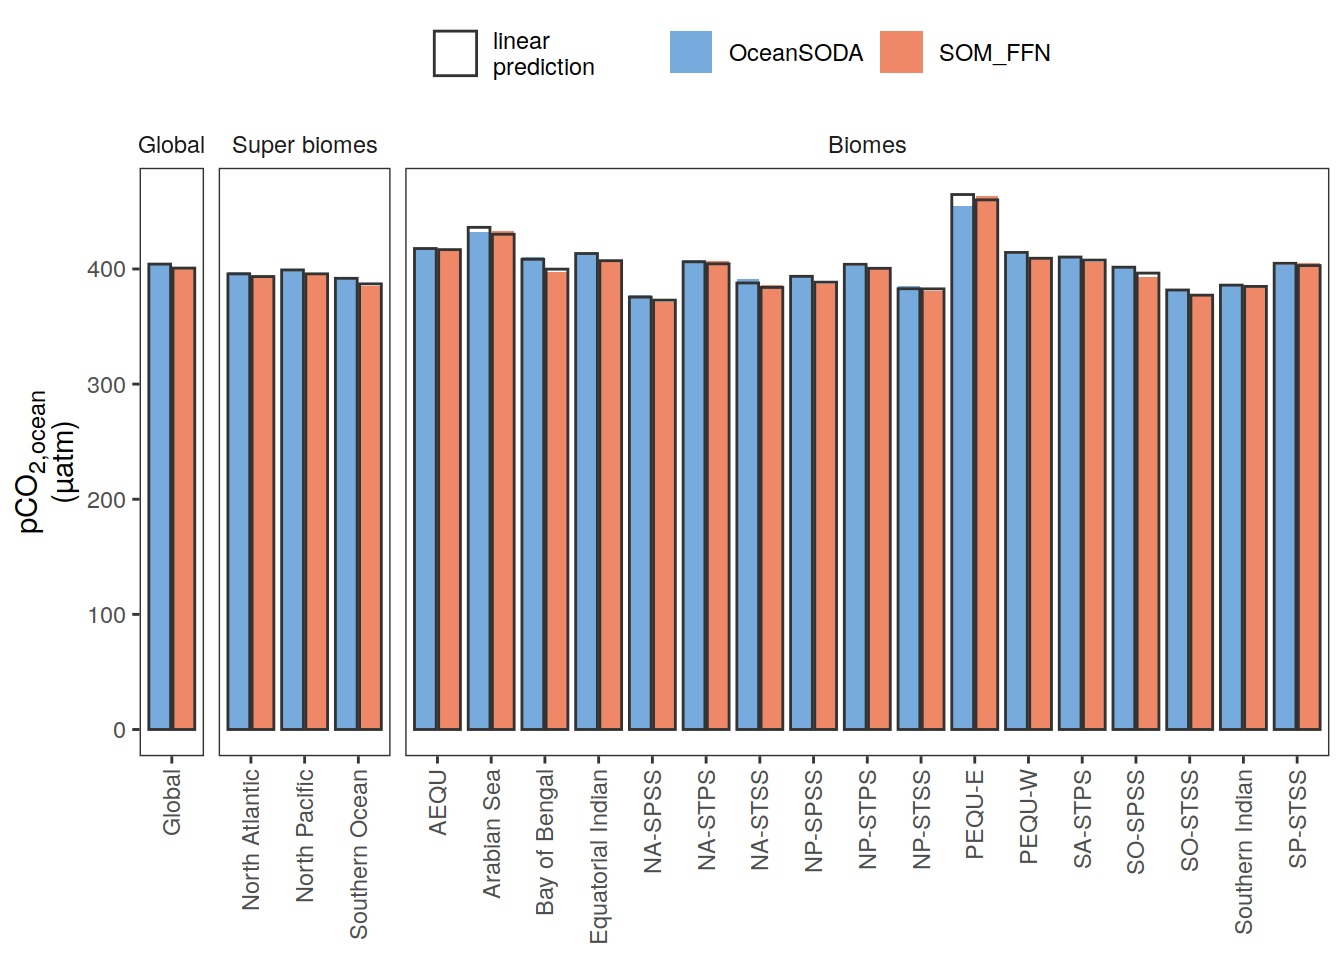 linear
prediction
OceanSODA
SOM_FFN
Global
Super biomes
Biomes
pCO2,ocean
(µatm)
400
300
200
100
0
Global
North Atlantic
North Pacific
Southern Ocean
AEQU
Arabian Sea
Bay of Bengal
Equatorial Indian
NA-SPSS
NA-STPS
NA-STSS
NP-SPSS
NP-STPS
NP-STSS
PEQU-E
PEQU-W
SA-STPS
SO-SPSS
SO-STSS
Southern Indian
SP-STSS